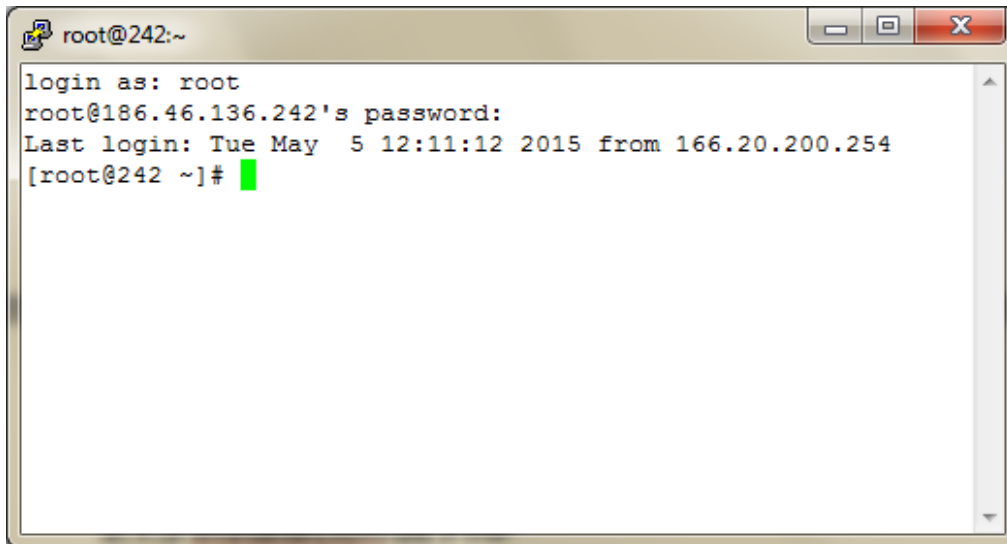 root@242:~
login as: root
root@186.46.136.242's password:
Last login: Tue May  5 12:11:12 2015 from 166.20.200.254
[root@242 ~]#